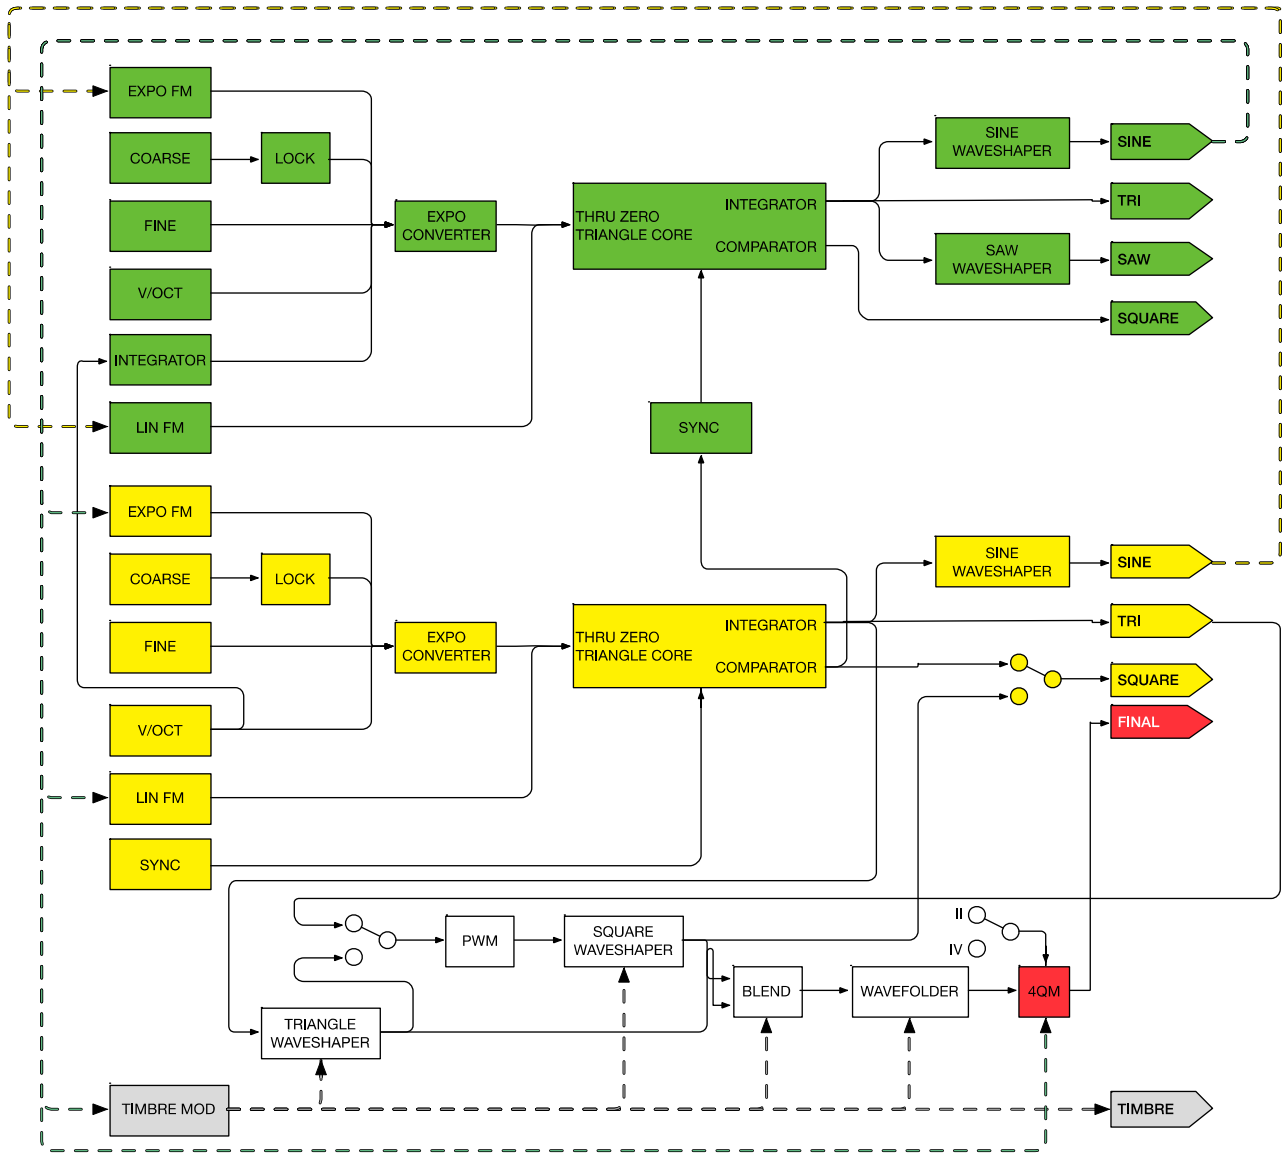 EXPO FM
COARSE
LOCK
FINE
V/OCT
INTEGRATOR
LIN FM
EXPO
CONVERTER
THRU ZERO
TRIANGLE CORE
INTEGRATOR
COMPARATOR
SYNC
SINE
WAVESHAPER
SAW
WAVESHAPER
SINE
TRI
SAW
SQUARE
EXPO FM
COARSE
LOCK
FINE
V/OCT
LIN FM
SYNC
EXPO
CONVERTER
THRU ZERO
TRIANGLE CORE
INTEGRATOR
COMPARATOR
SINE
WAVESHAPER
SINE
TRI
SQUARE
FINAL
PWM
SQUARE
WAVESHAPER
TRIANGLE
WAVESHAPER
BLEND
WAVEFOLDER
II
IV
4QM
TIMBRE MOD
TIMBRE